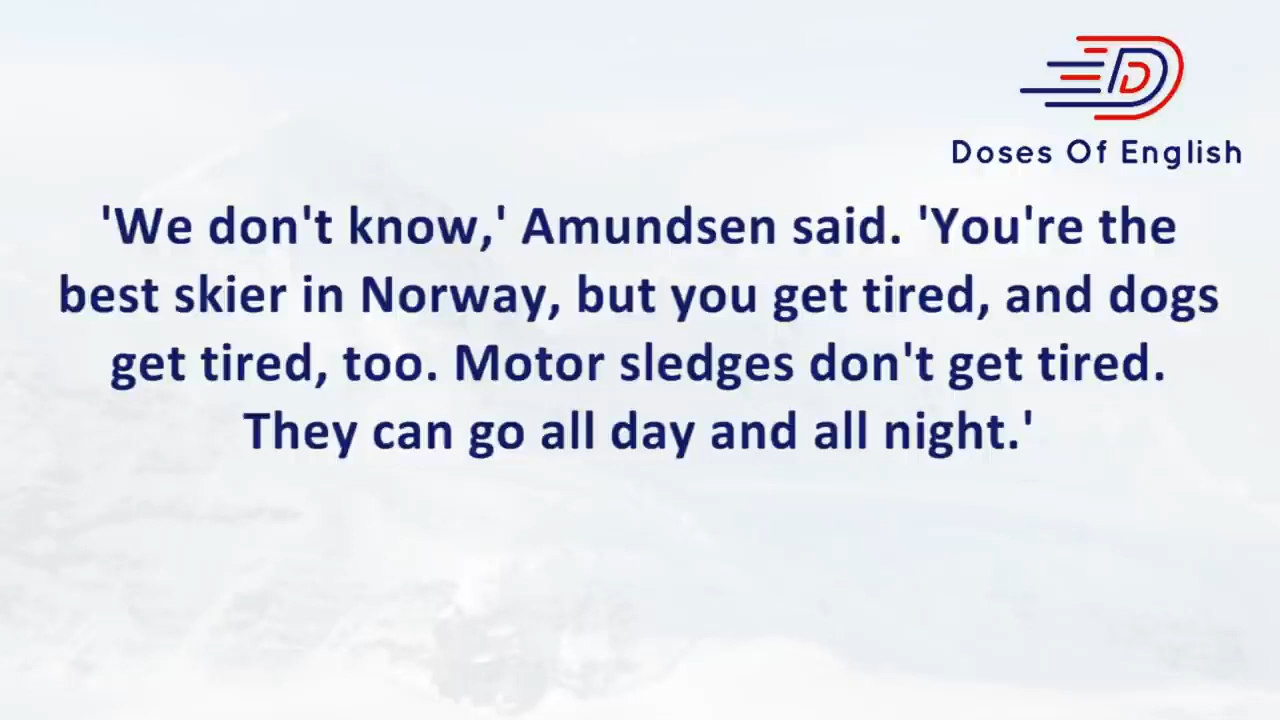 Doses Of English
'We don't know,' Amundsen said. 'You're the
best skier in Norway, but you get tired, and dogs
get tired, too. Motor sledges don't get tired.
They can go all day and all night.'